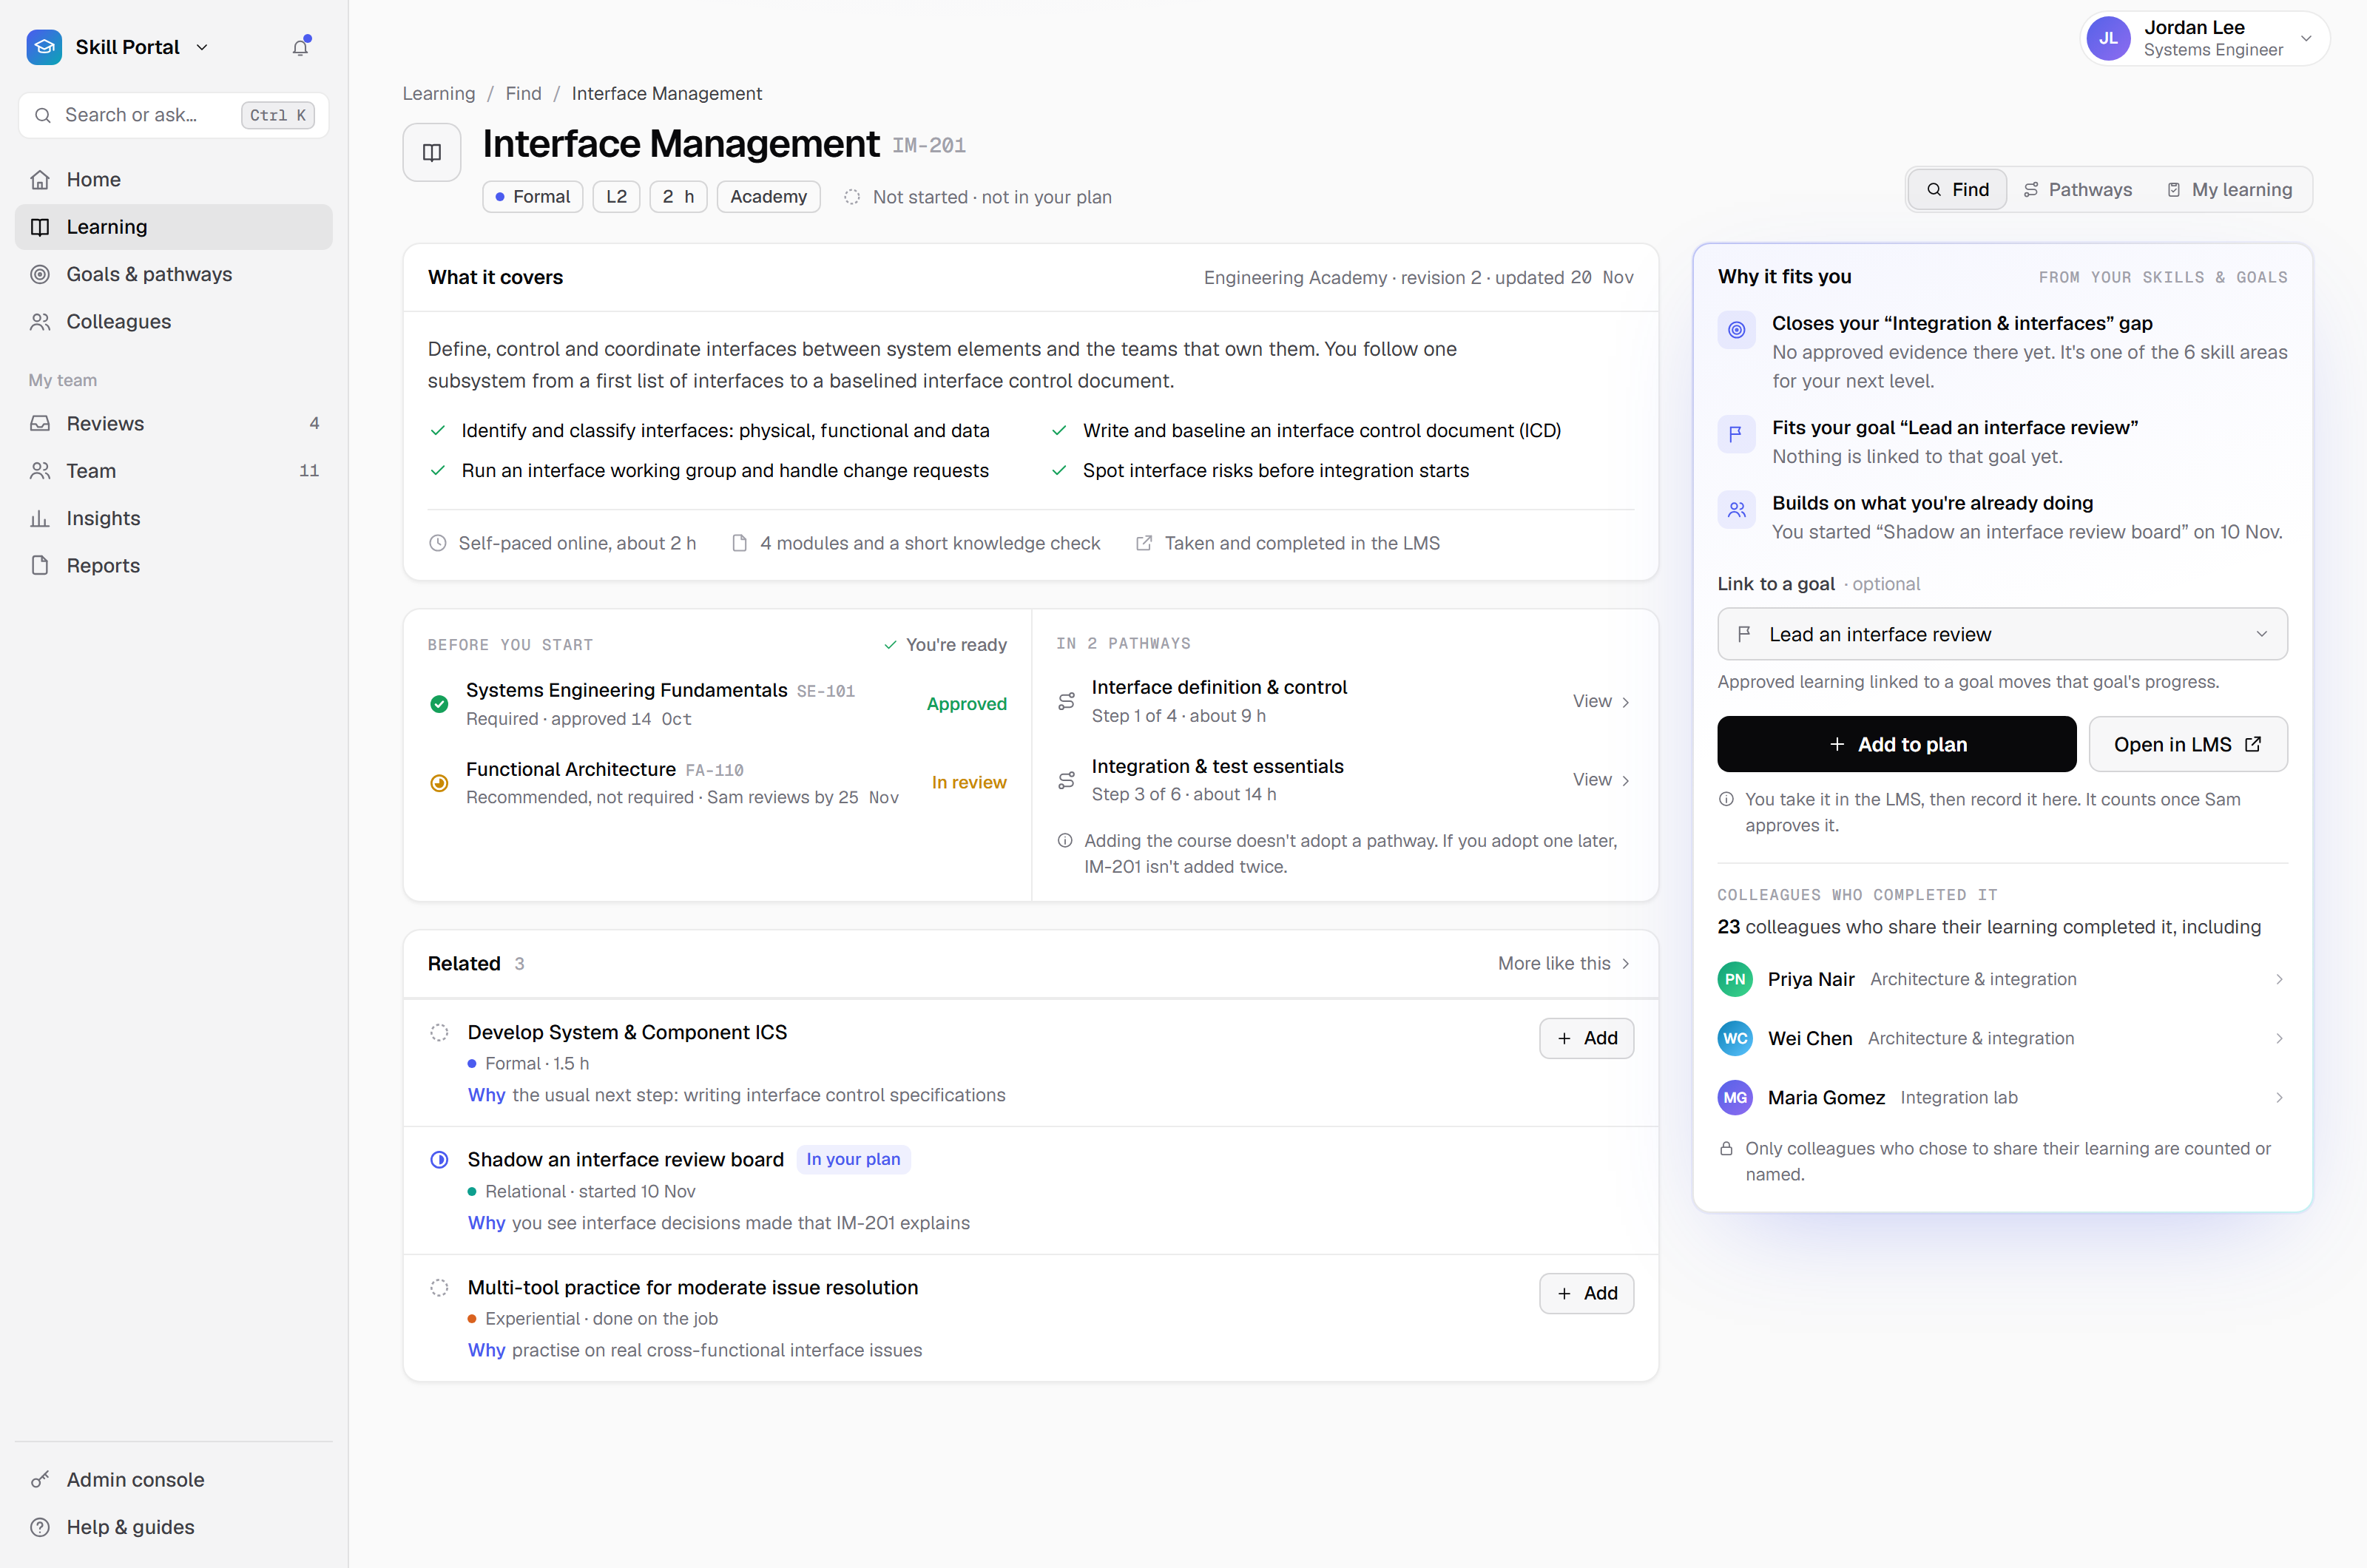 Skill Portal
Search or ask...
Ctrl K
Home
Learning
Goals & pathways
Colleagues
My team
Reviews 4
Team 11
Insights
Reports
Admin console
Help & guides
JL
Jordan Lee
Systems Engineer
Learning / Find / Interface Management
Interface Management IM-201
Formal L2 2 h Academy Not started · not in your plan
Find Pathways My learning
What it covers
Engineering Academy · revision 2 · updated 20 Nov
Define, control and coordinate interfaces between system elements and the teams that own them. You follow one
subsystem from a first list of interfaces to a baselined interface control document.
Identify and classify interfaces: physical, functional and data
Write and baseline an interface control document (ICD)
Run an interface working group and handle change requests
Spot interface risks before integration starts
Self-paced online, about 2 h
4 modules and a short knowledge check
Taken and completed in the LMS
BEFORE YOU START
You're ready
Systems Engineering Fundamentals SE-101
Required · approved 14 Oct
Approved
Functional Architecture FA-110
Recommended, not required · Sam reviews by 25 Nov
In review
IN 2 PATHWAYS
Interface definition & control
Step 1 of 4 · about 9 h
View
Integration & test essentials
Step 3 of 6 · about 14 h
View
Adding the course doesn't adopt a pathway. If you adopt one later,
IM-201 isn't added twice.
Related 3
More like this
Develop System & Component ICS
Formal · 1.5 h
Why the usual next step: writing interface control specifications
Add
Shadow an interface review board In your plan
Relational · started 10 Nov
Why you see interface decisions made that IM-201 explains
Multi-tool practice for moderate issue resolution
Experiential · done on the job
Why practise on real cross-functional interface issues
Add
Why it fits you
FROM YOUR SKILLS & GOALS
Closes your “Integration & interfaces” gap
No approved evidence there yet. It's one of the 6 skill areas
for your next level.
Fits your goal “Lead an interface review”
Nothing is linked to that goal yet.
Builds on what you're already doing
You started “Shadow an interface review board” on 10 Nov.
Link to a goal · optional
Lead an interface review
Approved learning linked to a goal moves that goal's progress.
Add to plan
Open in LMS
You take it in the LMS, then record it here. It counts once Sam
approves it.
COLLEAGUES WHO COMPLETED IT
23 colleagues who share their learning completed it, including
PN Priya Nair Architecture & integration
WC Wei Chen Architecture & integration
MG Maria Gomez Integration lab
Only colleagues who chose to share their learning are counted or
named.